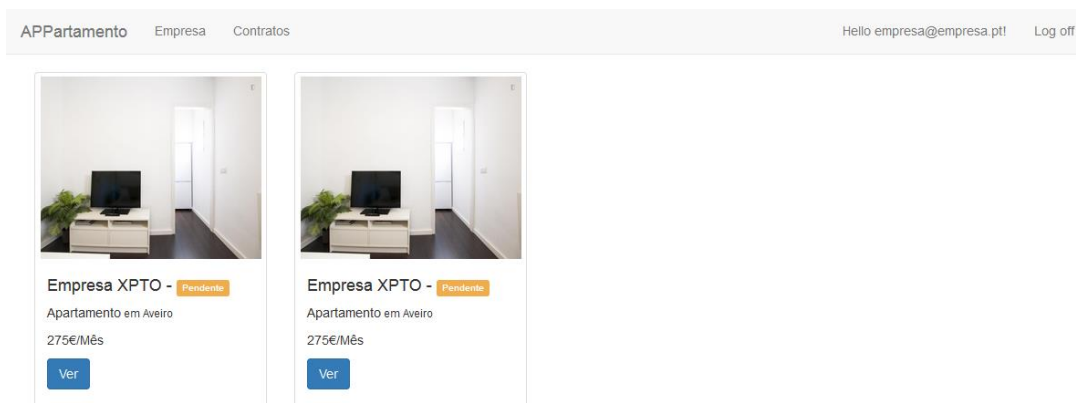 APPartamento Empresa Contratos Hello empresa@empresa.pt! Log off
Empresa XPTO - Pendente
Apartamento em Aveiro
275€/Mês
Ver
Empresa XPTO - Pendente
Apartamento em Aveiro
275€/Mês
Ver